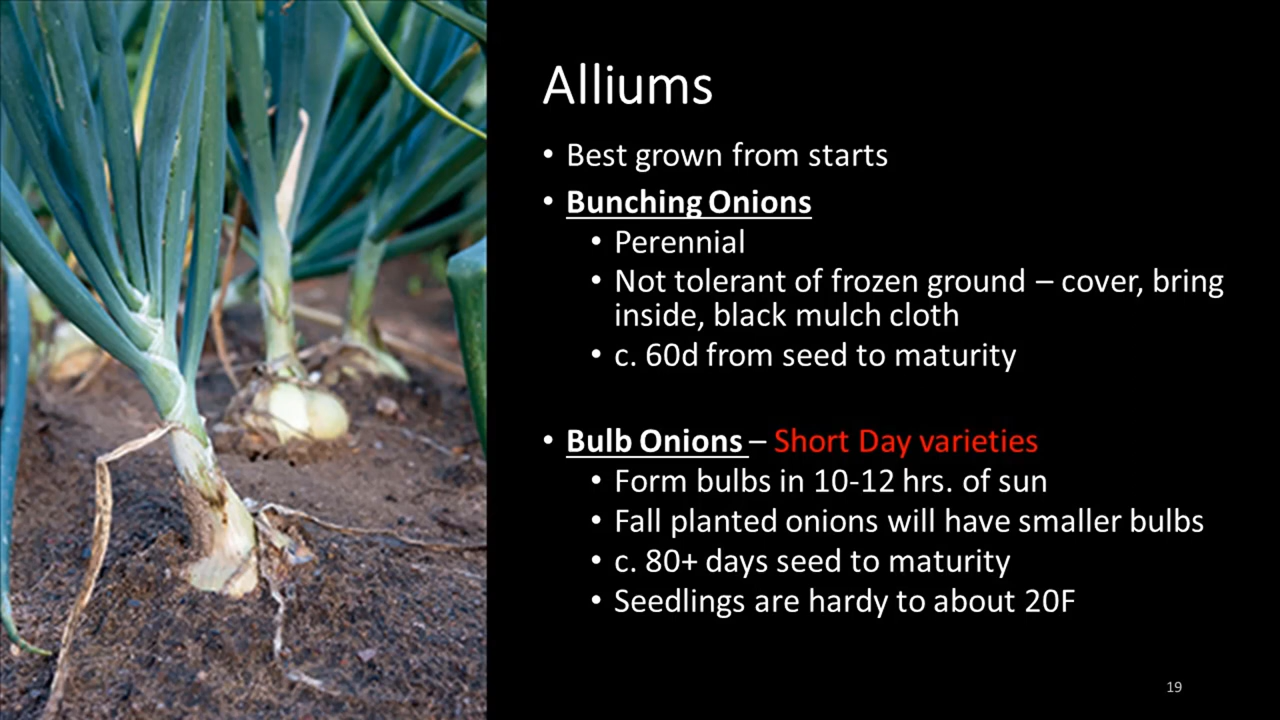 Alliums
• Best grown from starts
• Bunching Onions
• Perennial
• Not tolerant of frozen ground – cover, bring
inside, black mulch cloth
• c. 60d from seed to maturity
• Bulb Onions – Short Day varieties
• Form bulbs in 10-12 hrs. of sun
• Fall planted onions will have smaller bulbs
• c. 80+ days seed to maturity
• Seedlings are hardy to about 20F
19